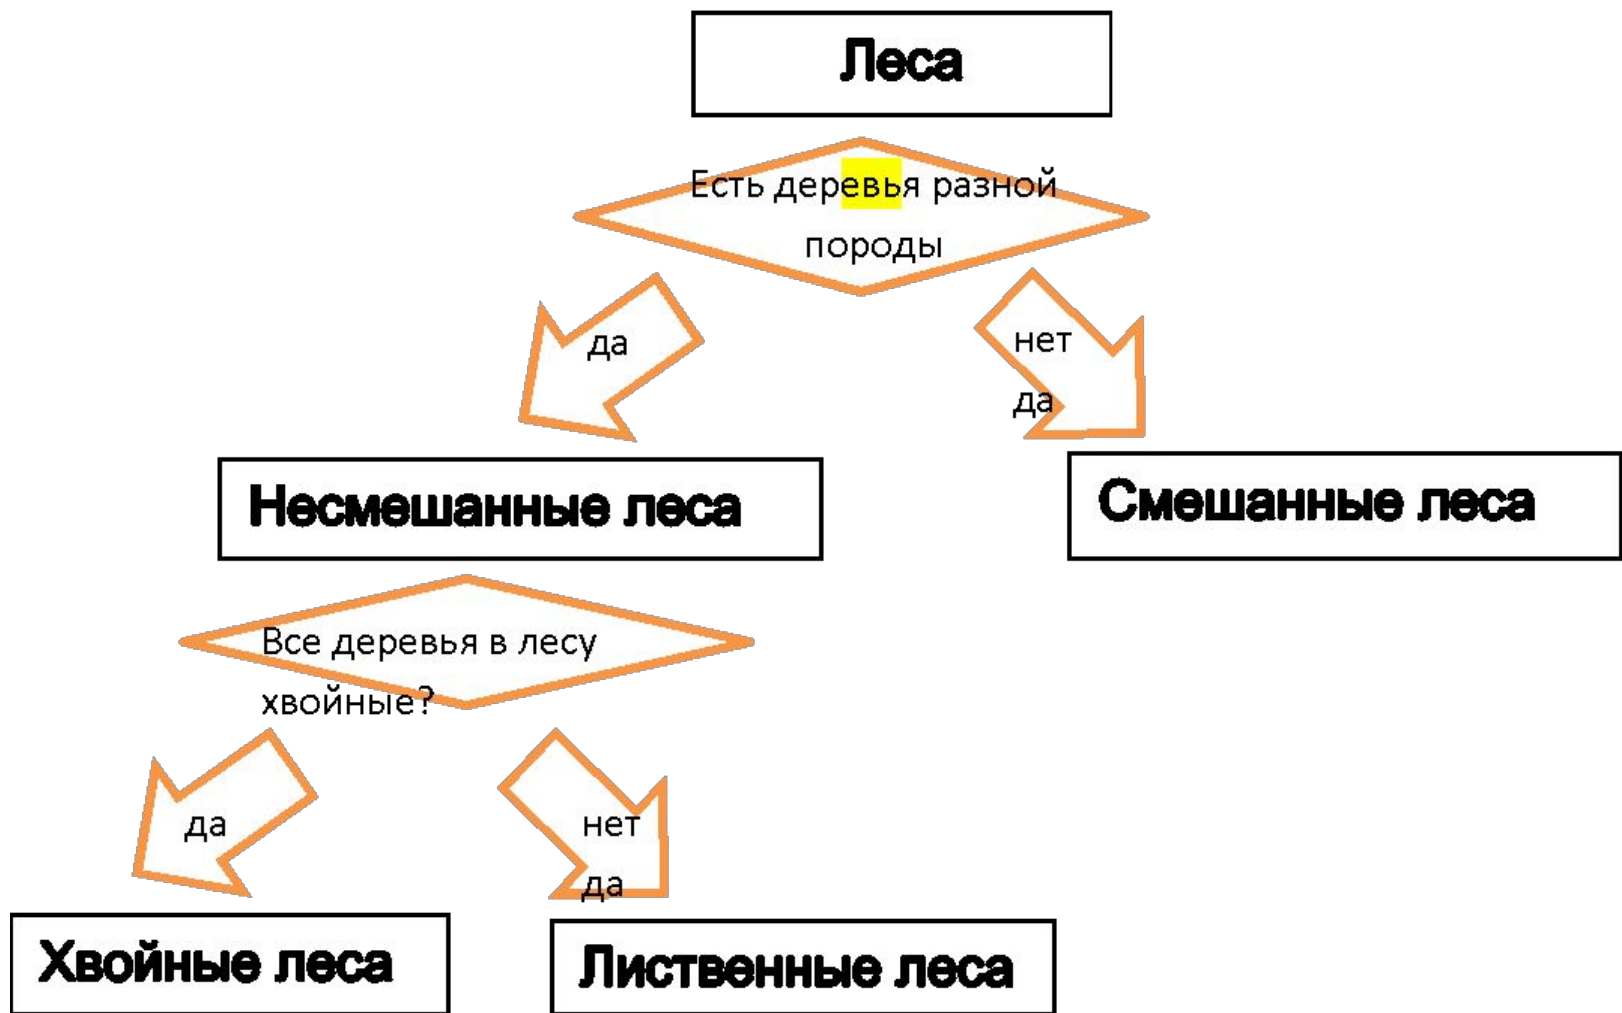 Леса
Есть деревья разной
породы
да
нет
да
Несмешанные леса
Смешанные леса
Все деревья в лесу
хвойные?
да
нет
да
Хвойные леса
Лиственные леса